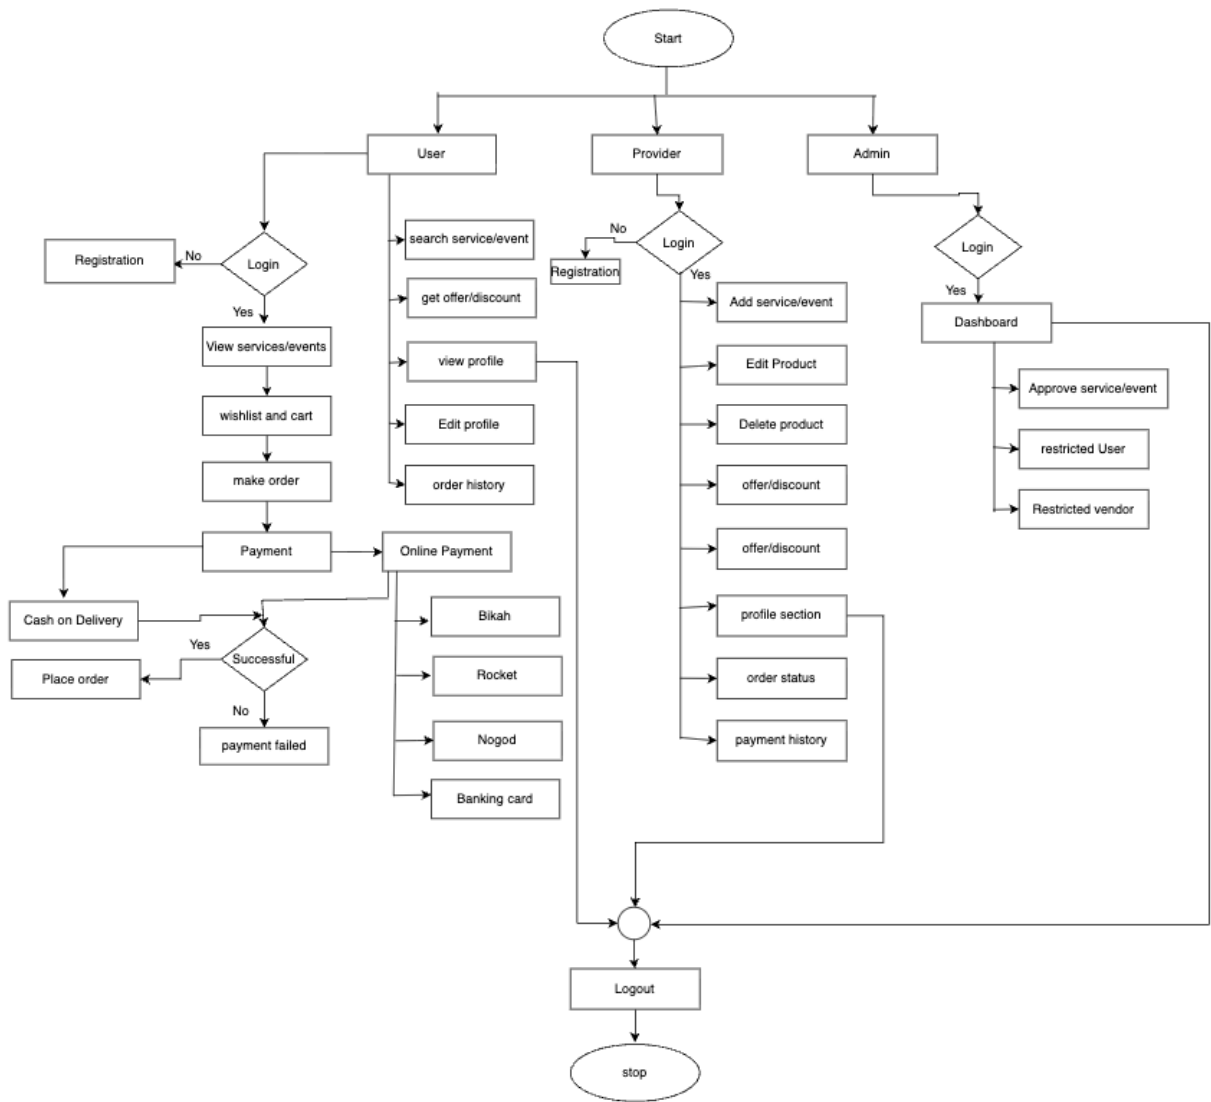 Start
User
Provider
Admin
Login
No
Registration
Yes
View services/events
wishlist and cart
make order
Payment
Cash on Delivery
Online Payment
Successful
Yes
Place order
No
payment failed
Bikah
Rocket
Nogod
Banking card
search service/event
get offer/discount
view profile
Edit profile
order history
Login
No
Registration
Yes
Add service/event
Edit Product
Delete product
offer/discount
offer/discount
profile section
order status
payment history
Login
Yes
Dashboard
Approve service/event
restricted User
Restricted vendor
Logout
stop